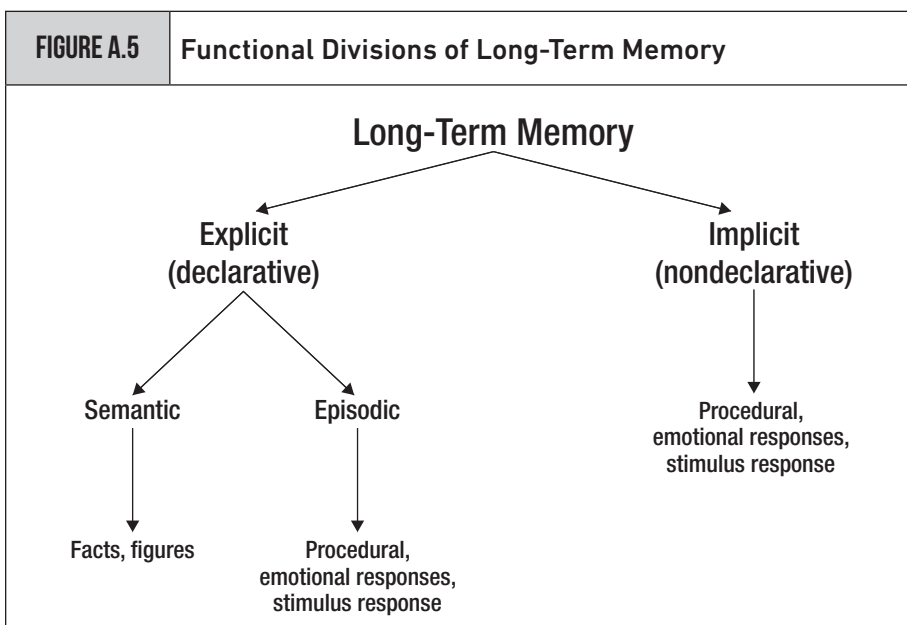 FIGURE A.5
Functional Divisions of Long-Term Memory
Long-Term Memory
Explicit
(declarative)
Implicit
(nondeclarative)
Semantic
Episodic
Procedural,
emotional responses,
stimulus response
Facts, figures
Procedural,
emotional responses,
stimulus response